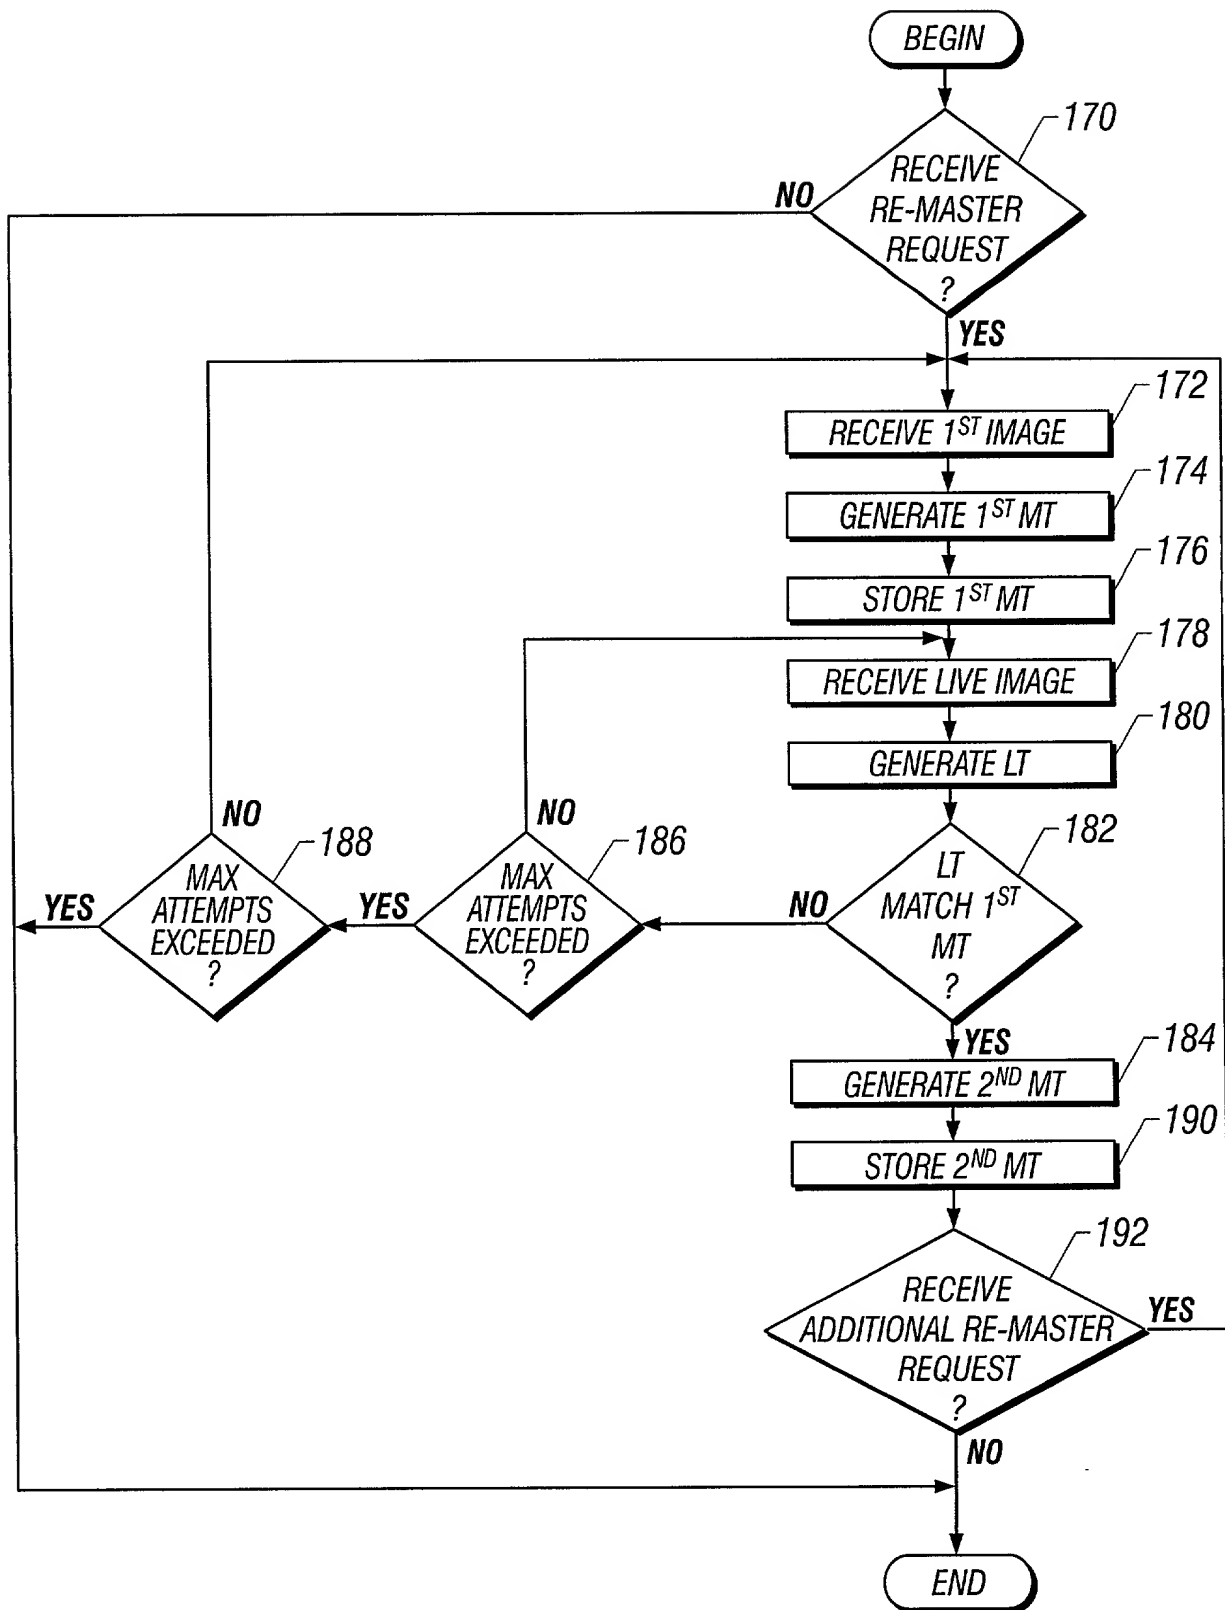 BEGIN
170
RECEIVE
RE-MASTER
REQUEST
?
NO
YES
172
RECEIVE 1ST IMAGE
174
GENERATE 1ST MT
176
STORE 1ST MT
178
RECEIVE LIVE IMAGE
180
GENERATE LT
182
LT
MATCH 1ST
MT
?
NO
YES
186
MAX
ATTEMPTS
EXCEEDED
?
NO
YES
188
MAX
ATTEMPTS
EXCEEDED
?
NO
YES
184
GENERATE 2ND MT
190
STORE 2ND MT
192
RECEIVE
ADDITIONAL RE-MASTER
REQUEST
?
YES
NO
END